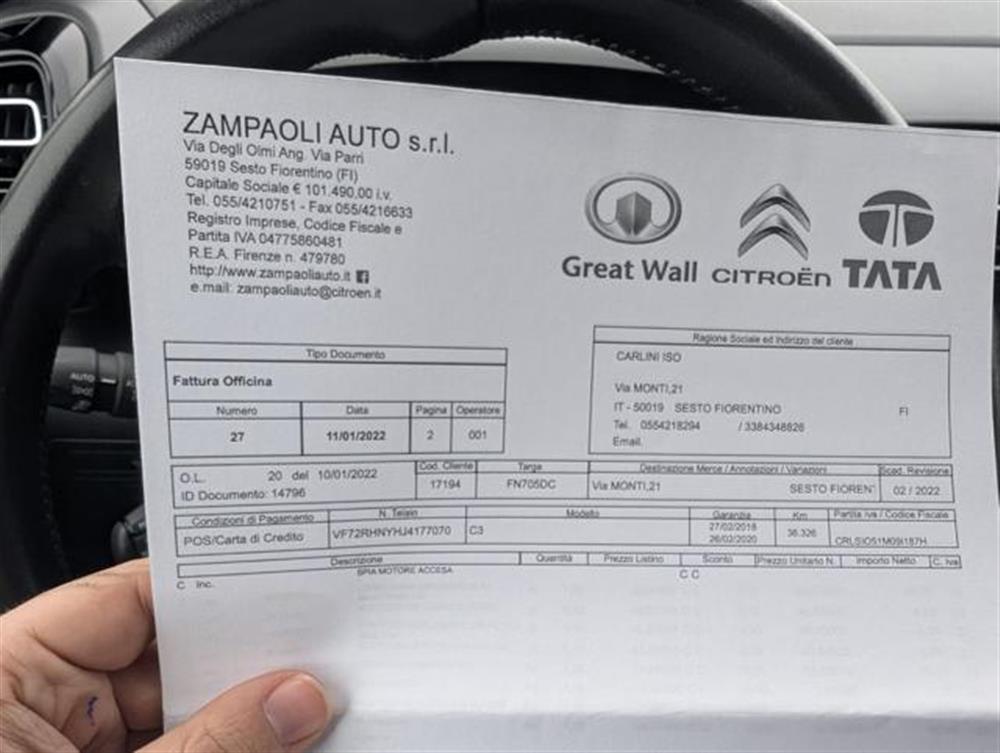 ZAMPAOLI AUTO s.r.l.
Via Degli Olmi Ang. Via Parri
59019 Sesto Fiorentino (FI)
Capitale Sociale € 101.490,00 i.v.
Tel. 055/4210751 - Fax 055/4216633
Registro Imprese, Codice Fiscale e
Partita IVA 04775860481
R.E.A. Firenze n. 479780
http://www.zampaoliauto.it
e.mail: zampaoliauto@citroen.it
Great Wall CITROËN TATA
Tipo Documento
Fattura Officina
Numero Data Pagina Operatore
27 11/01/2022 2 001
Ragione Sociale ed Indirizzo del cliente
CARLINI ISO
Via MONTI,21
IT - 50019 SESTO FIORENTINO FI
Tel. 0554218294 / 3384348826
Email.
O.L. 20 del 10/01/2022
ID Documento: 14796
Cod. Cliente Targa Destinazione Merce / Annotazioni / Variazioni Scad. Revisione
17194 FN705DC Via MONTI,21 SESTO FIOREN 02 / 2022
Condizioni di Pagamento N. Telaio Modello Garanzia Km Partita Iva / Codice Fiscale
POS/Carta di Credito VF72RHNYHJ4177070 C3 27/02/2018 36.326 CRLSIO51M09I187H
26/02/2020
Descrizione Quantità Prezzo Listino Sconto Prezzo Unitario N. Importo Netto C. Iva
SPIA MOTORE ACCESA
C Inc. C C
AUTO